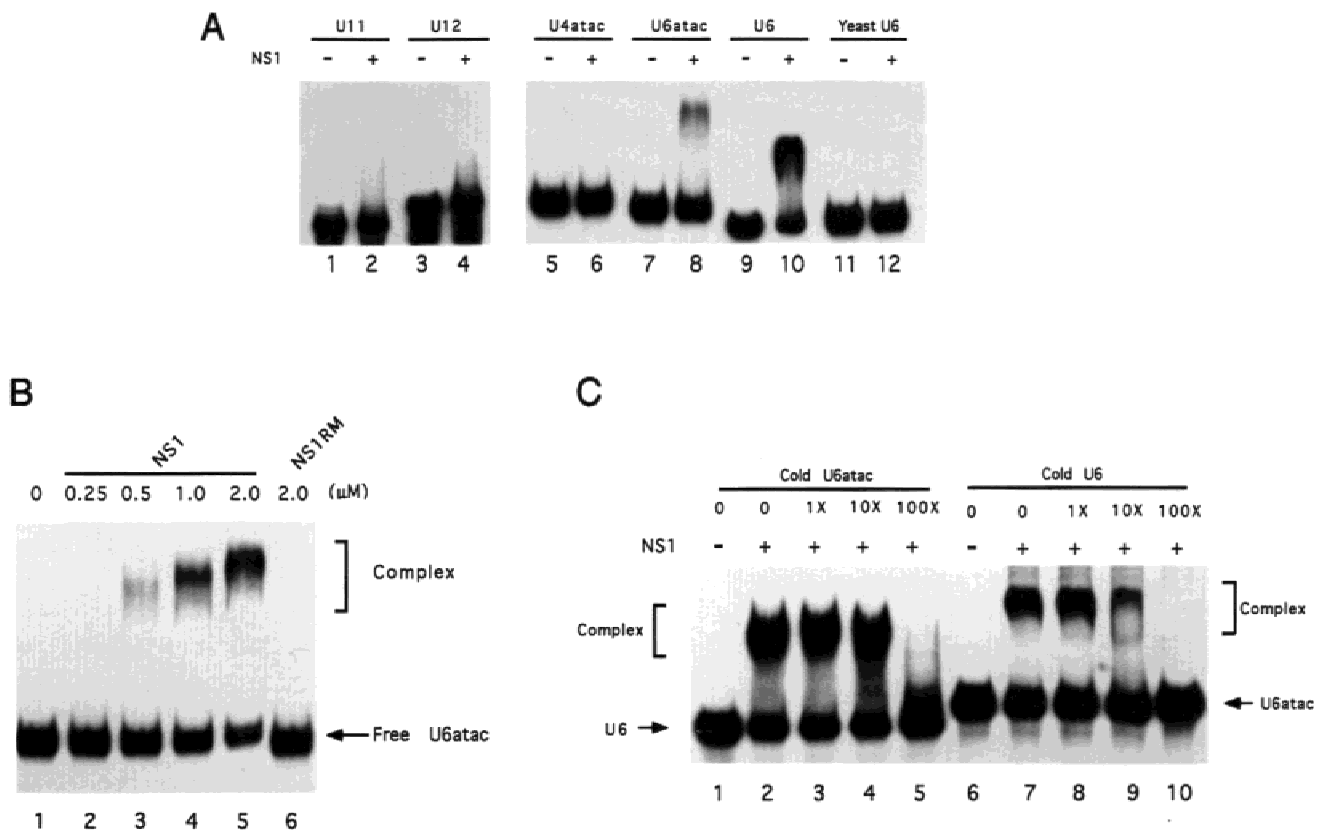 A
U11 U12 U4atac U6atac U6 Yeast U6
NS1 - + - + - + - + - + - +
1 2 3 4 5 6 7 8 9 10 11 12
B
NS1 NS1RM
0 0.25 0.5 1.0 2.0 2.0 (µM)
Complex
Free U6atac
1 2 3 4 5 6
C
Cold U6atac Cold U6
0 0 1X 10X 100X 0 0 1X 10X 100X
NS1 - + + + + - + + + +
Complex Complex
U6 U6atac
1 2 3 4 5 6 7 8 9 10